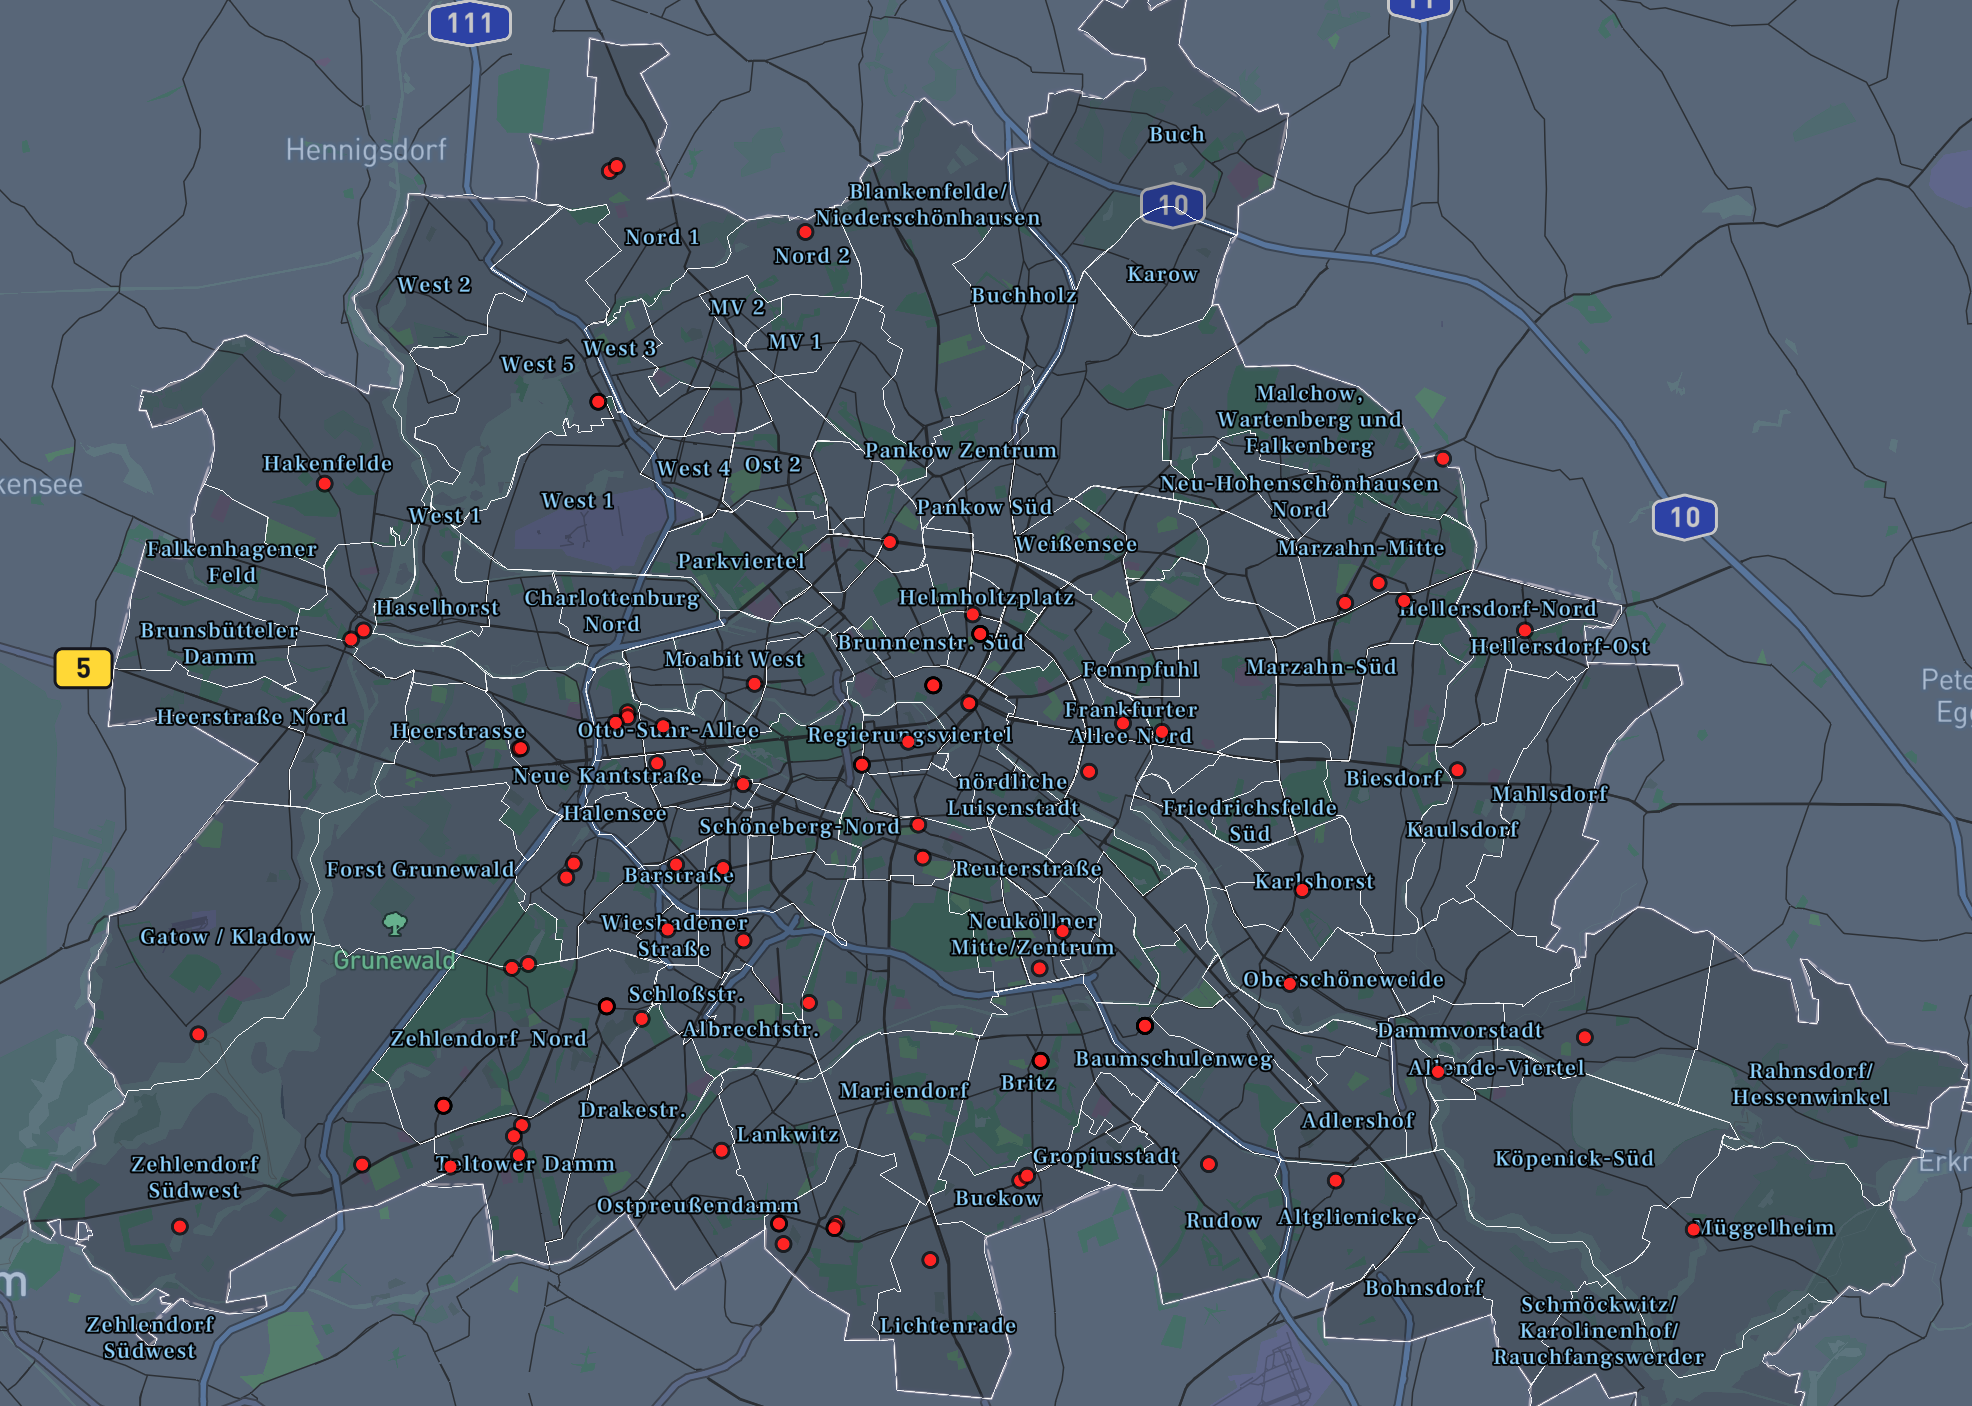 111
11
Hennigsdorf
Buch
Blankenfelde/
Niederschönhausen
10
Nord 1
Nord 2
Karow
West 2
Buchholz
MV 2
MV 1
West 3
West 5
Malchow,
Wartenberg und
Falkenberg
Pankow Zentrum
Hakenfelde
West 4
Ost 2
kensee
Neu-Hohenschönhausen
Nord
West 1
West 1
Pankow Süd
10
Falkenhagener
Feld
Weißensee
Marzahn-Mitte
Parkviertel
Haselhorst
Charlottenburg
Nord
Helmholtzplatz
Hellersdorf-Nord
Brunsbütteler
Damm
Brunnenstr. Süd
Hellersdorf-Ost
5
Moabit West
Fennpfuhl
Marzahn-Süd
Pete
Ege
Heerstraße Nord
Heerstrasse
Otto-Suhr-Allee
Regierungsviertel
Frankfurter
Allee Nord
Neue Kantstraße
nördliche
Luisenstadt
Biesdorf
Mahlsdorf
Halensee
Schöneberg-Nord
Friedrichsfelde
Süd
Kaulsdorf
Forst Grunewald
Barstraße
Reuterstraße
Karlshorst
Gatow / Kladow
Grunewald
Wiesbadener
Straße
Neuköllner
Mitte/Zentrum
Oberschöneweide
Schloßstr.
Zehlendorf Nord
Albrechtstr.
Dammvorstadt
Baumschulenweg
Allende-Viertel
Rahnsdorf/
Hessenwinkel
Britz
Mariendorf
Drakestr.
Adlershof
Lankwitz
Zehlendorf
Südwest
Teltower Damm
Gropiusstadt
Köpenick-Süd
Erkn
Ostpreußendamm
Buckow
Rudow
Altglienicke
Müggelheim
m
Bohnsdorf
Zehlendorf
Südwest
Lichtenrade
Schmöckwitz/
Karolinenhof/
Rauchfangswerder